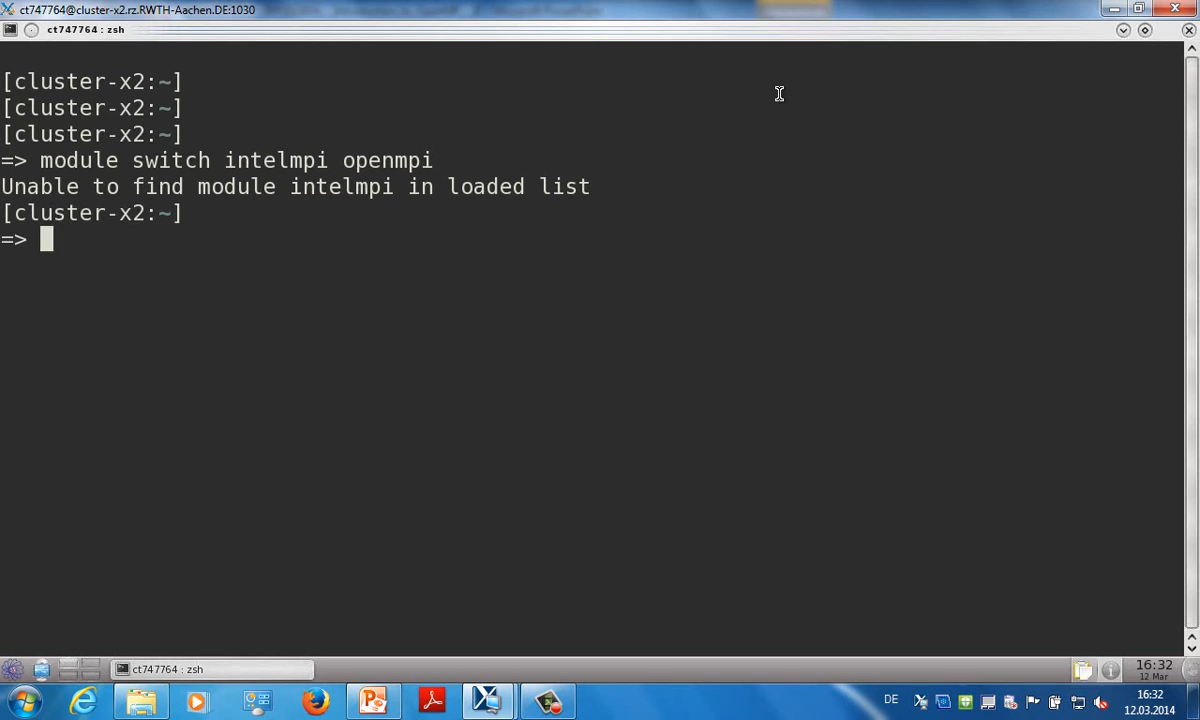 ct747764@cluster-x2.rz.RWTH-Aachen.DE:1030
ct747764 : zsh
[cluster-x2:~]
[cluster-x2:~]
[cluster-x2:~]
=> module switch intelmpi openmpi
Unable to find module intelmpi in loaded list
[cluster-x2:~]
=>
ct747764 : zsh
16:32
12 Mar
DE
16:32
12.03.2014